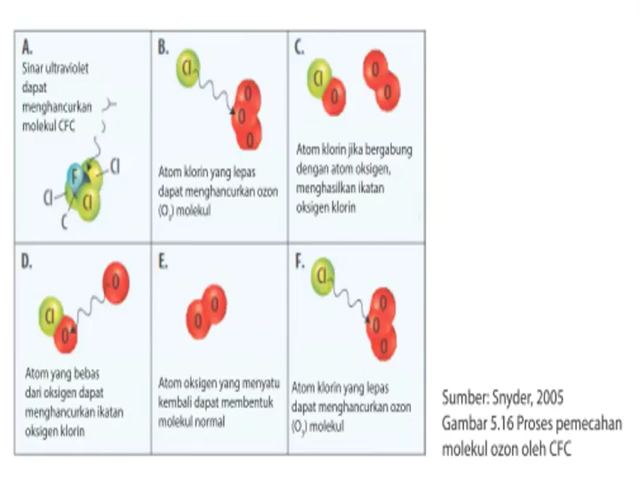 A.
Sinar ultraviolet
dapat
menghancurkan
molekul CFC
F
Cl
Cl
Cl
C
B.
Cl
O
O
O
Atom klorin yang lepas
dapat menghancurkan ozon
(O₃) molekul
C.
Cl
O
O
O
Atom klorin jika bergabung
dengan atom oksigen,
menghasilkan ikatan
oksigen klorin
D.
O
Cl
O
Atom yang bebas
dari oksigen dapat
menghancurkan ikatan
oksigen klorin
E.
O
O
Atom oksigen yang menyatu
kembali dapat membentuk
molekul normal
F.
Cl
O
O
O
Atom klorin yang lepas
dapat menghancurkan ozon
(O₃) molekul
Sumber: Snyder, 2005
Gambar 5.16 Proses pemecahan
molekul ozon oleh CFC